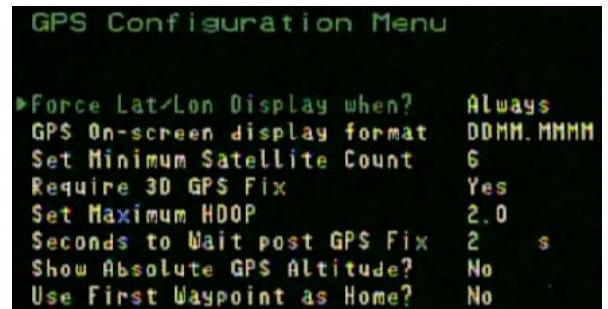 GPS Configuration Menu
▶Force Lat/Lon Display when? Always
GPS On-screen display format DDMM.MMMM
Set Minimum Satellite Count 6
Require 3D GPS Fix Yes
Set Maximum HDOP 2.0
Seconds to Wait post GPS Fix 2 s
Show Absolute GPS Altitude? No
Use First Waypoint as Home? No